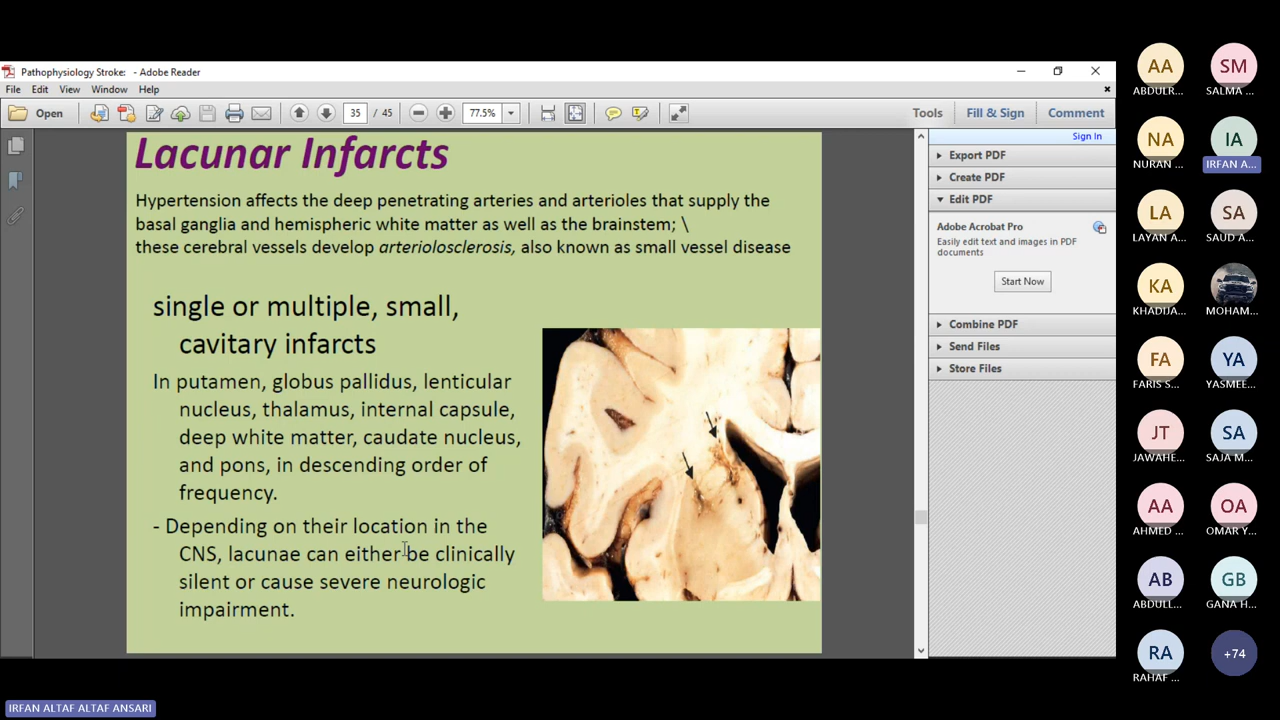 Pathophysiology Stroke: - Adobe Reader
File Edit View Window Help
Open 35 / 45 77.5% Tools Fill & Sign Comment
Sign In
Export PDF
Create PDF
Edit PDF
Adobe Acrobat Pro
Easily edit text and images in PDF
documents
Start Now
Combine PDF
Send Files
Store Files
Lacunar Infarcts
Hypertension affects the deep penetrating arteries and arterioles that supply the
basal ganglia and hemispheric white matter as well as the brainstem; \
these cerebral vessels develop arteriolosclerosis, also known as small vessel disease
single or multiple, small,
cavitary infarcts
In putamen, globus pallidus, lenticular
nucleus, thalamus, internal capsule,
deep white matter, caudate nucleus,
and pons, in descending order of
frequency.
- Depending on their location in the
CNS, lacunae can either be clinically
silent or cause severe neurologic
impairment.
AA SM
ABDULR... SALMA ...
NA IA
NURAN ... IRFAN A...
LA SA
LAYAN A... SAUD A...
KA
KHADIJA... MOHAM...
FA YA
FARIS S... YASMEE...
JT SA
JAWAHE... SAJA M...
AA OA
AHMED ... OMAR Y...
AB GB
ABDULL... GANA H...
RA +74
RAHAF ...
IRFAN ALTAF ALTAF ANSARI